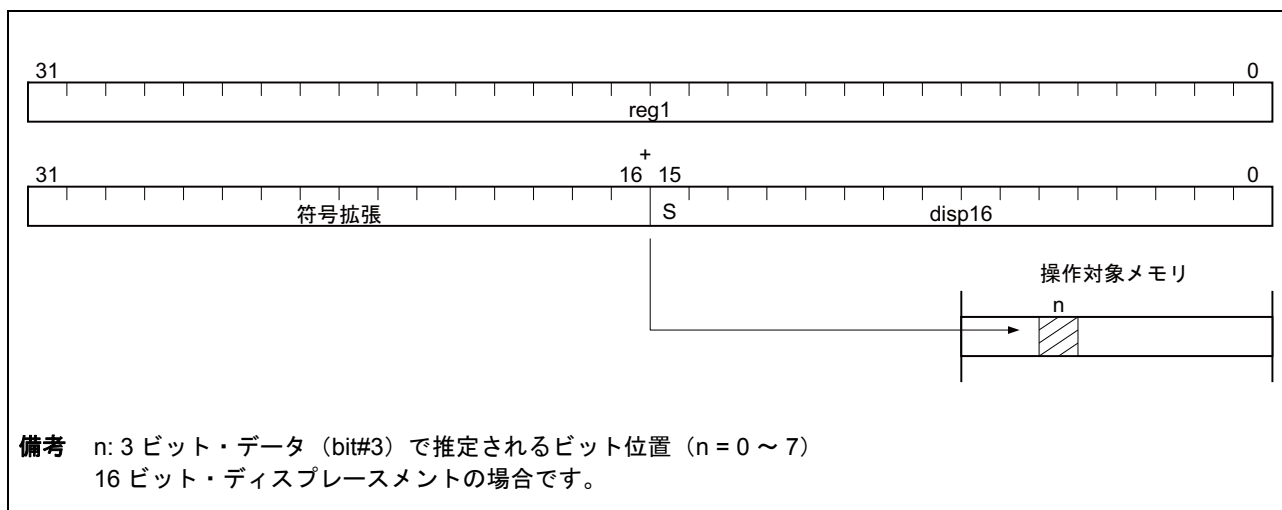 31 0
reg1
+
31 16 15 0
符号拡張 S disp16
操作対象メモリ
n
備考 n: 3 ビット・データ（bit#3）で推定されるビット位置（n = 0 ～ 7）
16 ビット・ディスプレースメントの場合です。